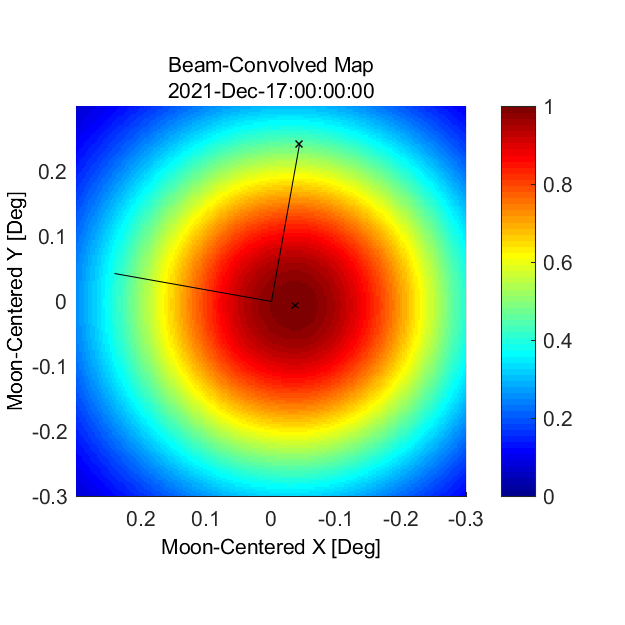 Beam-Convolved Map
2021-Dec-17:00:00:00
Moon-Centered Y [Deg]
0.2
0.1
0
-0.1
-0.2
-0.3
0.2 0.1 0 -0.1 -0.2 -0.3
Moon-Centered X [Deg]
1
0.8
0.6
0.4
0.2
0